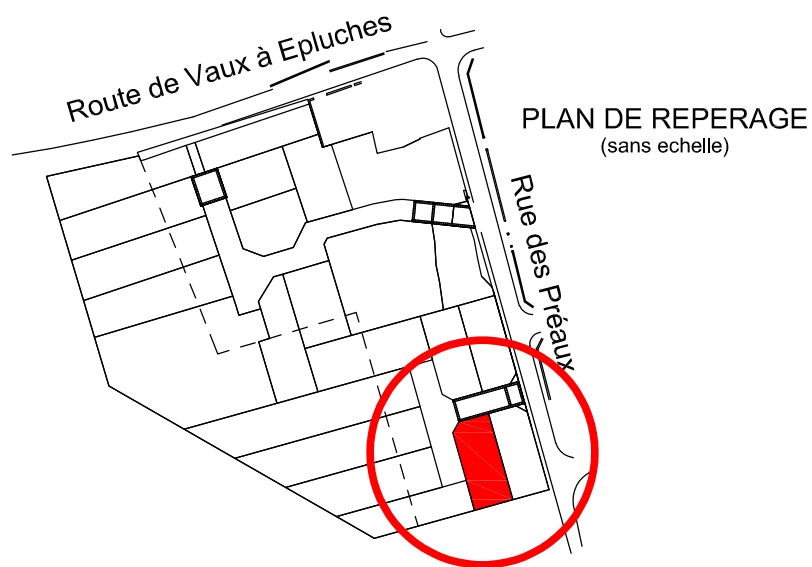 Route de Vaux à Epluches
PLAN DE REPERAGE
(sans echelle)
Rue des Préaux